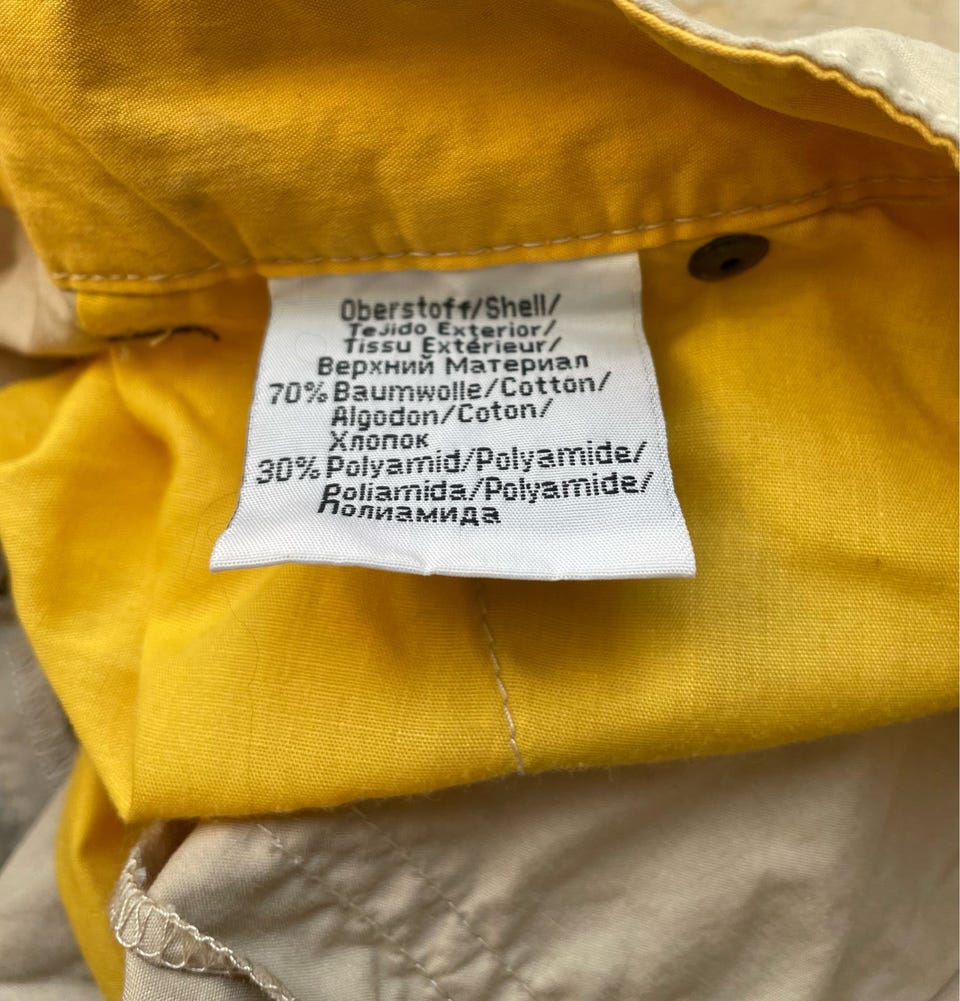 Oberstoff/Shell/
Tejido Exterior/
Tissu Extérieur/
Верхний Материал
70% Baumwolle/Cotton/
Algodon/Coton/
Хлопок
30% Polyamid/Polyamide/
Poliamida/Polyamide/
Полиамида